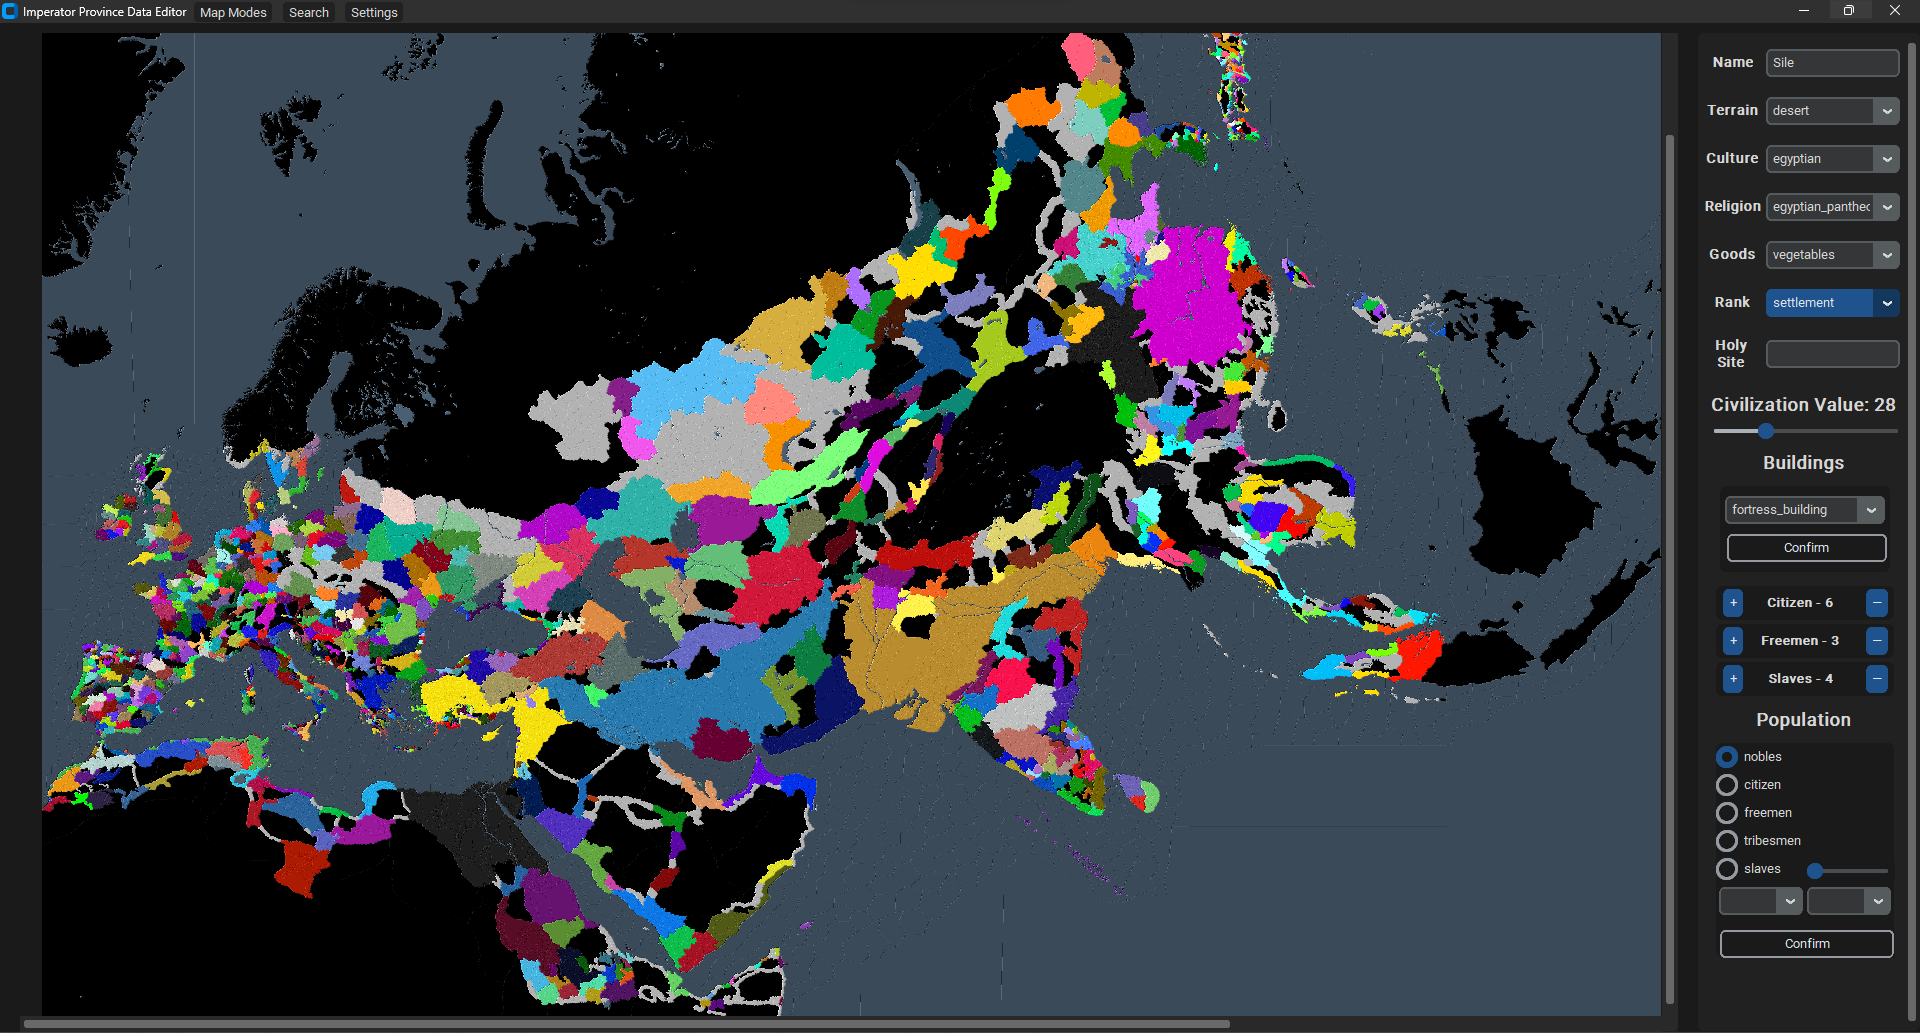 Imperator Province Data Editor
Map Modes
Search
Settings
Name
Sile
Terrain
desert
Culture
egyptian
Religion
egyptian_panthec
Goods
vegetables
Rank
settlement
Holy
Site
Civilization Value: 28
Buildings
fortress_building
Confirm
+ Citizen - 6 −
+ Freemen - 3 −
+ Slaves - 4 −
Population
nobles
citizen
freemen
tribesmen
slaves
Confirm